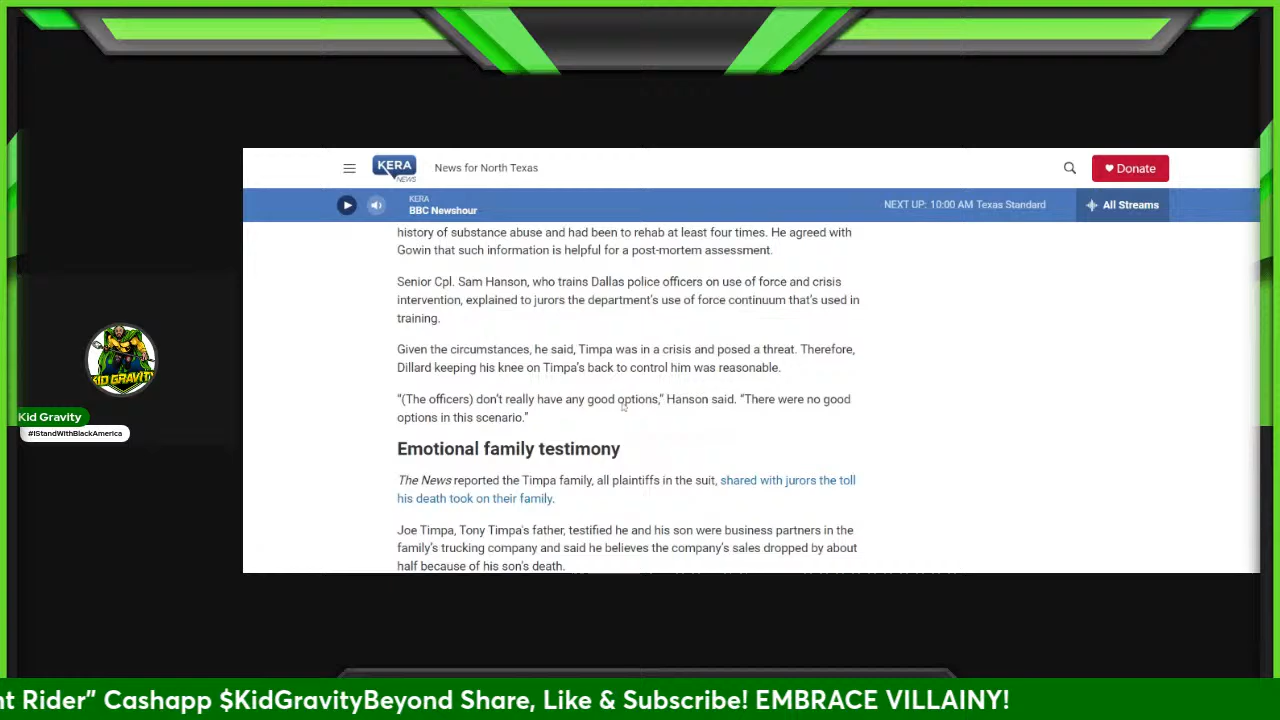 KERA
NEWS
News for North Texas
Donate
KERA
BBC Newshour
NEXT UP: 10:00 AM Texas Standard
All Streams
history of substance abuse and had been to rehab at least four times. He agreed with
Gowin that such information is helpful for a post-mortem assessment.
Senior Cpl. Sam Hanson, who trains Dallas police officers on use of force and crisis
intervention, explained to jurors the department's use of force continuum that's used in
training.
Given the circumstances, he said, Timpa was in a crisis and posed a threat. Therefore,
Dillard keeping his knee on Timpa's back to control him was reasonable.
"(The officers) don't really have any good options," Hanson said. "There were no good
options in this scenario."
Emotional family testimony
The News reported the Timpa family, all plaintiffs in the suit, shared with jurors the toll
his death took on their family.
Joe Timpa, Tony Timpa's father, testified he and his son were business partners in the
family's trucking company and said he believes the company's sales dropped by about
half because of his son's death.
KID GRAVITY
Kid Gravity
#IStandWithBlackAmerica
nt Rider" Cashapp $KidGravityBeyond Share, Like & Subscribe! EMBRACE VILLAINY!